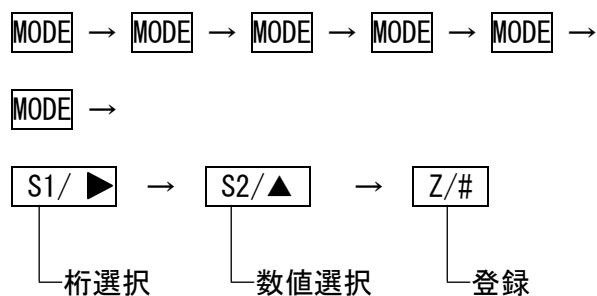 MODE → MODE → MODE → MODE → MODE →
MODE →
S1/ ▶ → S2/▲ → Z/#
桁選択 数値選択 登録